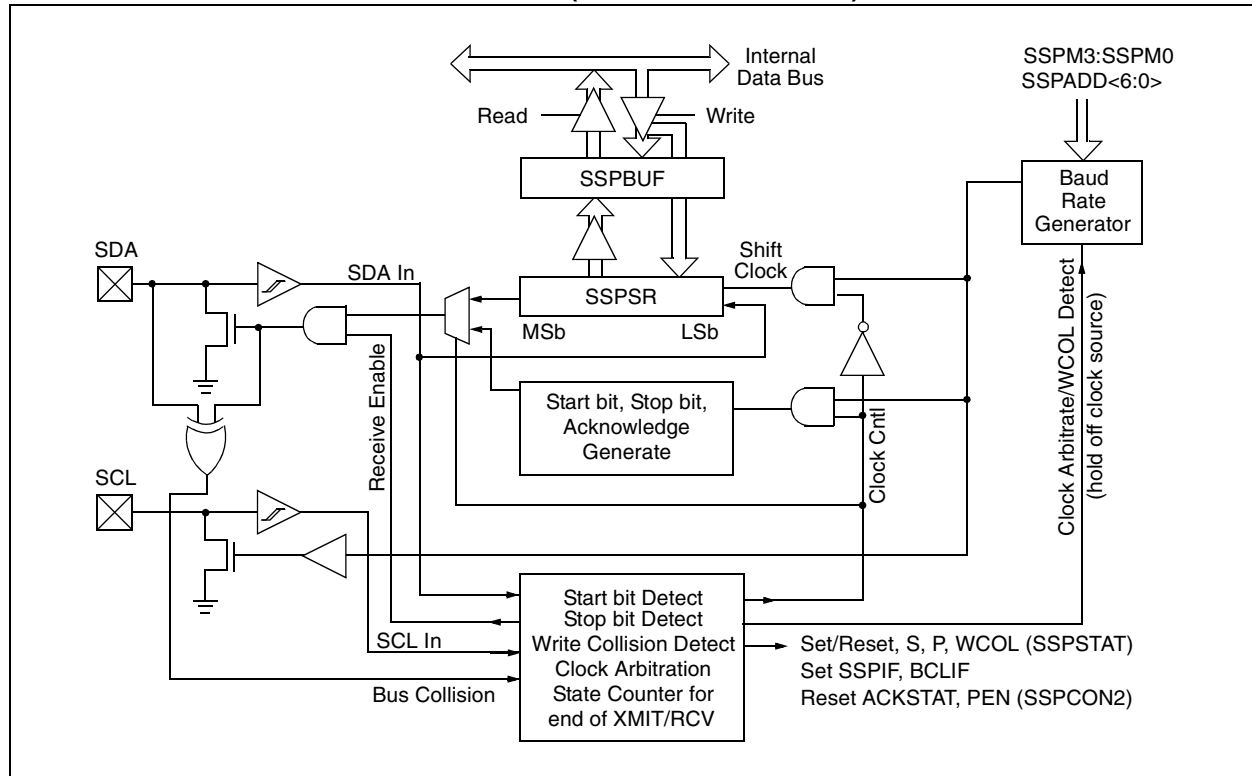 Internal
Data Bus
SSPM3:SSPM0
SSPADD<6:0>
Read
Write
SSPBUF
Baud
Rate
Generator
SDA
SDA In
Shift
Clock
SSPSR
MSb
LSb
Start bit, Stop bit,
Acknowledge
Generate
Receive Enable
Clock Cntl
Clock Arbitrate/WCOL Detect
(hold off clock source)
SCL
SCL In
Bus Collision
Start bit Detect
Stop bit Detect
Write Collision Detect
Clock Arbitration
State Counter for
end of XMIT/RCV
Set/Reset, S, P, WCOL (SSPSTAT)
Set SSPIF, BCLIF
Reset ACKSTAT, PEN (SSPCON2)